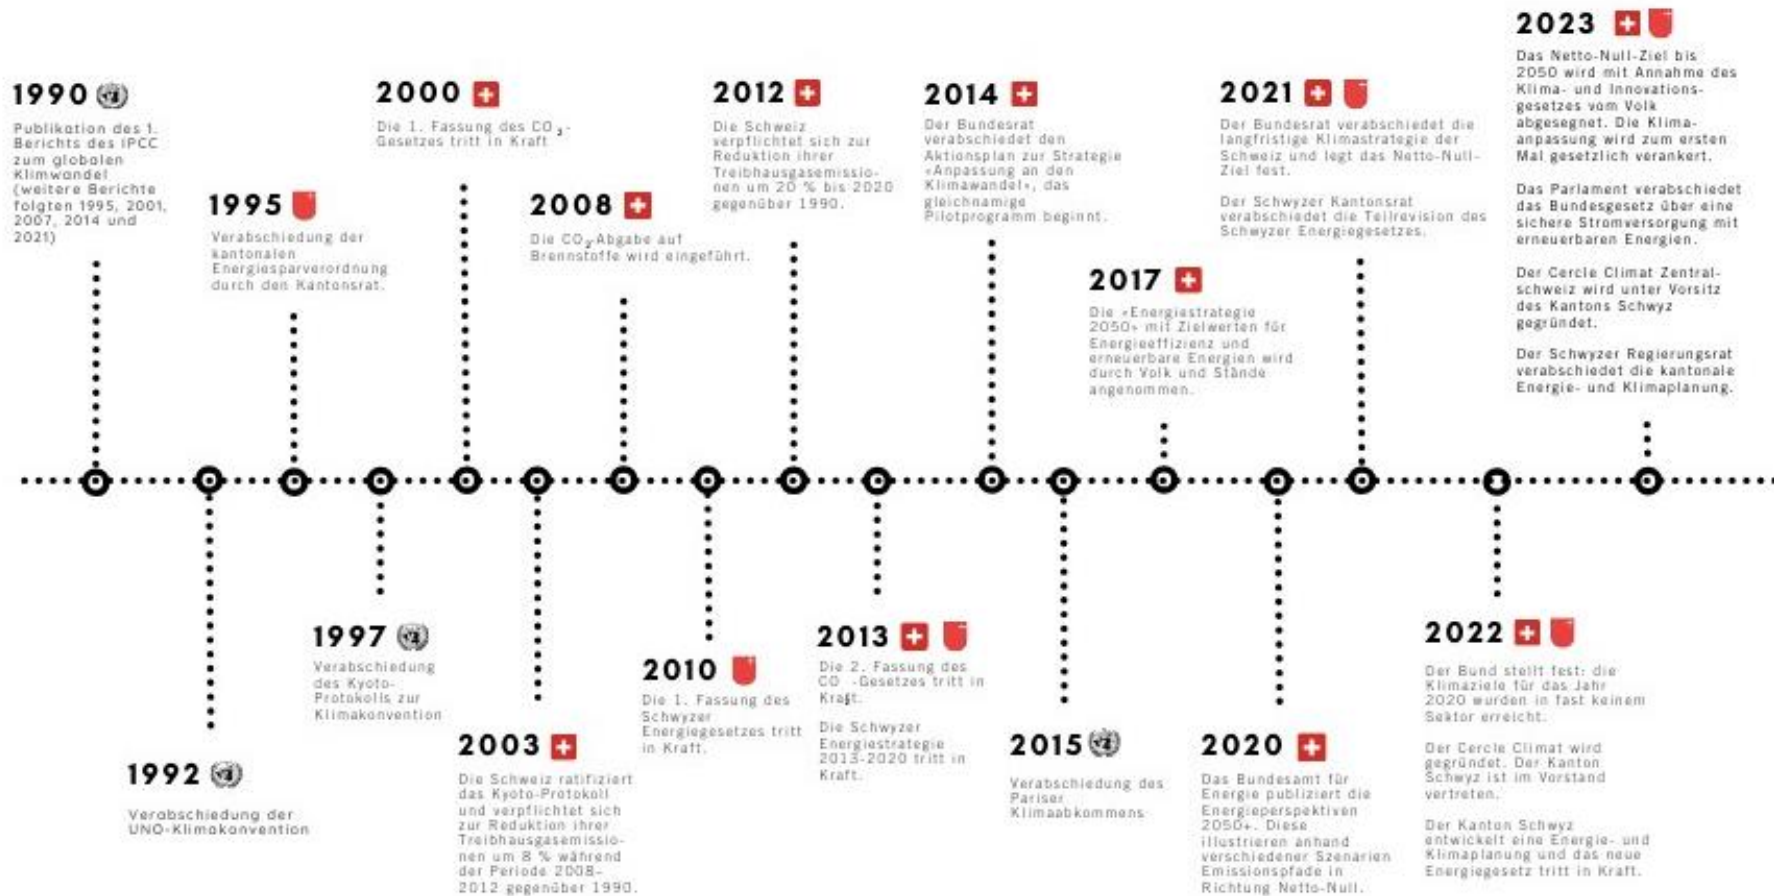 1990
Publikation des 1.
Berichts des IPCC
zum globalen
Klimwandel
(weitere Berichte
folgten 1995, 2001,
2007, 2014 und
2021)
1992
Verabschiedung der
UNO-Klimakonvention
1995
Verabschiedung der
kantonalen
Energiesparverordnung
durch den Kantonsrat.
1997
Verabschiedung
des Kyoto-
Protokolls zur
Klimakonvention
2000
Die 1. Fassung des CO₂-
Gesetzes tritt in Kraft
2003
Die Schweiz ratifiziert
das Kyoto-Protokoll
und verpflichtet sich
zur Reduktion ihrer
Treibhausgasemissio-
nen um 8 % während
der Periode 2008-
2012 gegenüber 1990.
2008
Die CO₂-Abgabe auf
Brennstoffe wird eingeführt.
2010
Die 1. Fassung des
Schwyzer
Energiegesetzes tritt
in Kraft.
2012
Die Schweiz
verpflichtet sich zur
Reduktion ihrer
Treibhausgasemissio-
nen um 20 % bis 2020
gegenüber 1990.
2013
Die 2. Fassung des
CO₂-Gesetzes tritt in
Kraft.
Die Schwyzer
Energiestrategie
2013-2020 tritt in
Kraft.
2014
Der Bundesrat
verabschiedet den
Aktionsplan zur Strategie
«Anpassung an den
Klimawandel», das
gleichnamige
Pilotprogramm beginnt.
2015
Verabschiedung des
Pariser
Klimaabkommens
2017
Die «Energiestrategie
2050» mit Zielwerten für
Energieeffizienz und
erneuerbare Energien wird
durch Volk und Stände
angenommen.
2020
Das Bundesamt für
Energie publiziert die
Energieperspektiven
2050+. Diese
illustrieren anhand
verschiedener Szenarien
Emissionspfade in
Richtung Netto-Null.
2021
Der Bundesrat verabschiedet die
langfristige Klimastrategie der
Schweiz und legt das Netto-Null-
Ziel fest.
Der Schwyzer Kantonsrat
verabschiedet die Teilrevision des
Schwyzer Energiegesetzes.
2022
Der Bund stellt fest: die
Klimaziele für das Jahr
2020 wurden in fast keinem
Sektor erreicht.
Der Cercle Climat wird
gegründet. Der Kanton
Schwyz ist im Vorstand
vertreten.
Der Kanton Schwyz
entwickelt eine Energie- und
Klimaplanung und das neue
Energiegesetz tritt in Kraft.
2023
Das Netto-Null-Ziel bis
2050 wird mit Annahme des
Klima- und Innovations-
gesetzes vom Volk
abgesegnet. Die Klima-
anpassung wird zum ersten
Mal gesetzlich verankert.
Das Parlament verabschiedet
das Bundesgesetz über eine
sichere Stromversorgung mit
erneuerbaren Energien.
Der Cercle Climat Zentral-
schweiz wird unter Vorsitz
des Kantons Schwyz
gegründet.
Der Schwyzer Regierungsrat
verabschiedet die kantonale
Energie- und Klimaplanung.